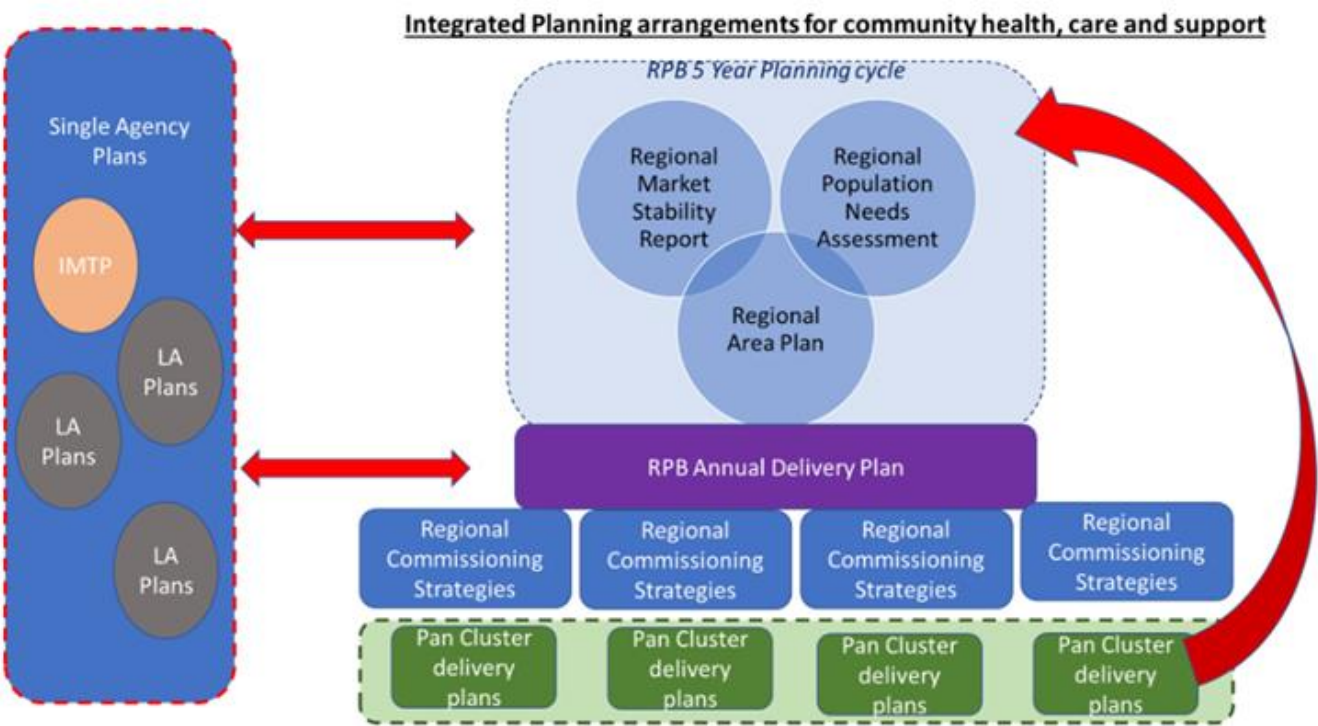 Integrated Planning arrangements for community health, care and support
Single Agency
Plans
IMTP
LA
Plans
LA
Plans
LA
Plans
RPB 5 Year Planning cycle
Regional
Market
Stability
Report
Regional
Population
Needs
Assessment
Regional
Area Plan
RPB Annual Delivery Plan
Regional
Commissioning
Strategies
Regional
Commissioning
Strategies
Regional
Commissioning
Strategies
Regional
Commissioning
Strategies
Pan Cluster
delivery
plans
Pan Cluster
delivery
plans
Pan Cluster
delivery
plans
Pan Cluster
delivery
plans